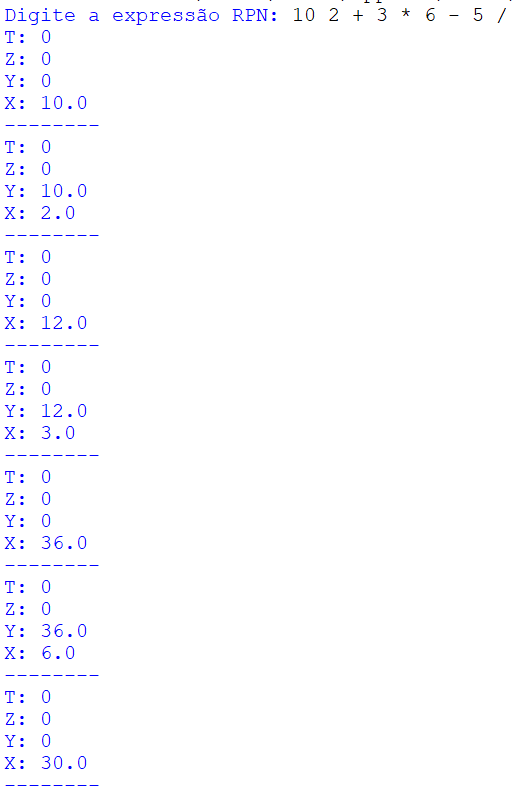 Digite a expressão RPN: 10 2 + 3 * 6 - 5 /
T: 0
Z: 0
Y: 0
X: 10.0
--------
T: 0
Z: 0
Y: 10.0
X: 2.0
--------
T: 0
Z: 0
Y: 0
X: 12.0
--------
T: 0
Z: 0
Y: 12.0
X: 3.0
--------
T: 0
Z: 0
Y: 0
X: 36.0
--------
T: 0
Z: 0
Y: 36.0
X: 6.0
--------
T: 0
Z: 0
Y: 0
X: 30.0
--------